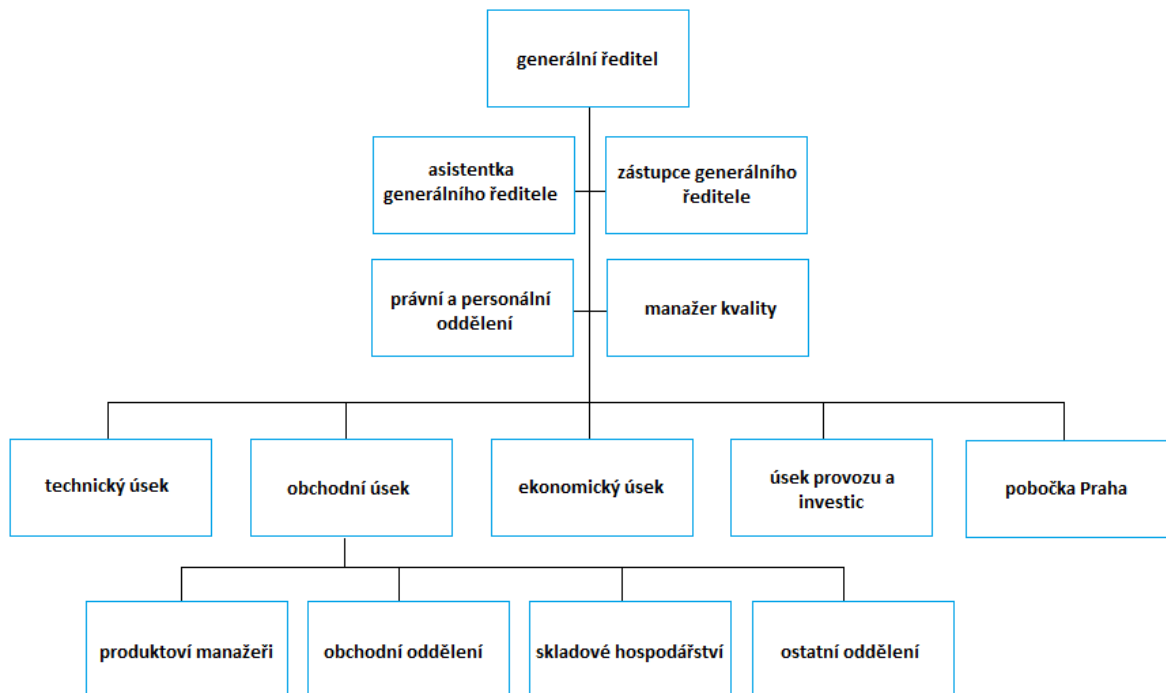 generální ředitel
asistentka
generálního ředitele
zástupce generálního
ředitele
právní a personální
oddělení
manažer kvality
technický úsek
obchodní úsek
ekonomický úsek
úsek provozu a
investic
pobočka Praha
produktoví manažeři
obchodní oddělení
skladové hospodářství
ostatní oddělení